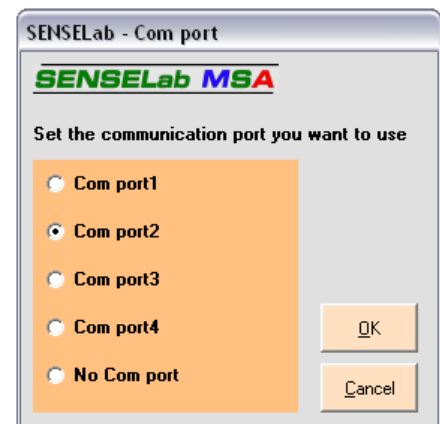 SENSELab - Com port
SENSELab MSA
Set the communication port you want to use
Com port1
Com port2
Com port3
Com port4
OK
No Com port
Cancel